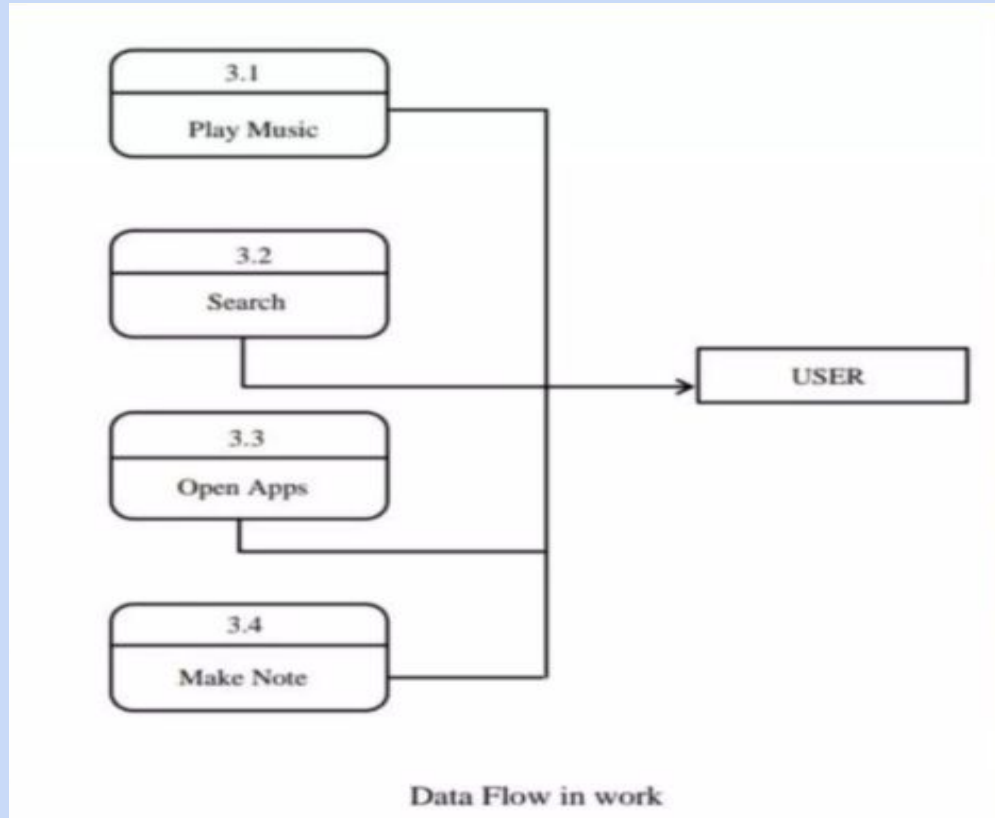 3.1
Play Music
3.2
Search
USER
3.3
Open Apps
3.4
Make Note
Data Flow in work